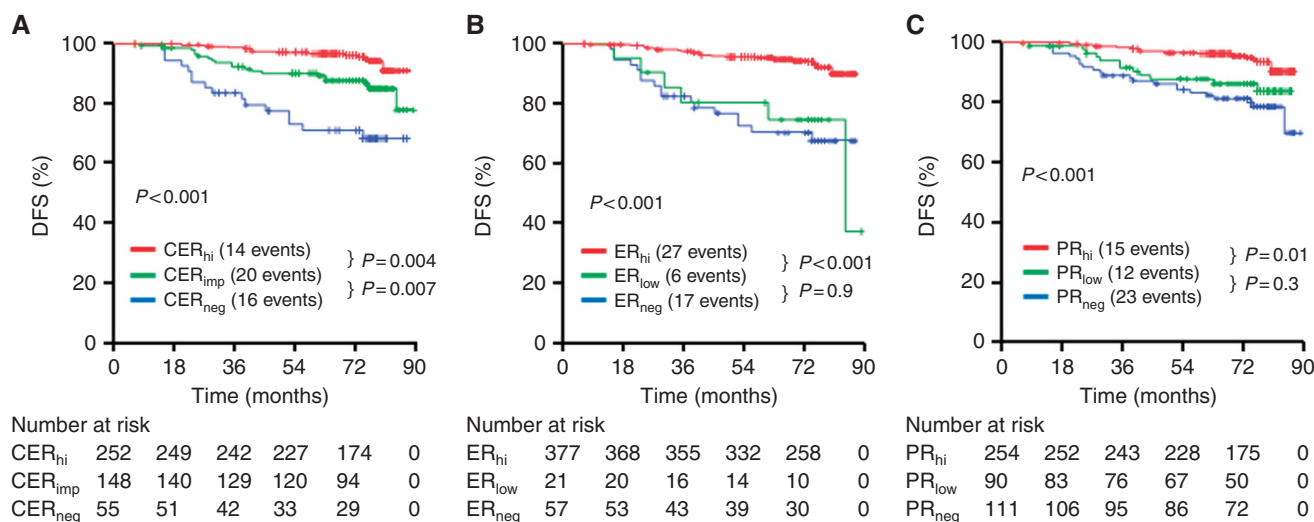 A
100
80
60
40
20
0
DFS (%)
P<0.001
CERhi (14 events)
CERimp (20 events)
CERneg (16 events)
} P=0.004
} P=0.007
0 18 36 54 72 90
Time (months)
Number at risk
CERhi 252 249 242 227 174 0
CERimp 148 140 129 120 94 0
CERneg 55 51 42 33 29 0
B
100
80
60
40
20
0
DFS (%)
P<0.001
ERhi (27 events)
ERlow (6 events)
ERneg (17 events)
} P<0.001
} P=0.9
0 18 36 54 72 90
Time (months)
Number at risk
ERhi 377 368 355 332 258 0
ERlow 21 20 16 14 10 0
ERneg 57 53 43 39 30 0
C
100
80
60
40
20
0
DFS (%)
P<0.001
PRhi (15 events)
PRlow (12 events)
PRneg (23 events)
} P=0.01
} P=0.3
0 18 36 54 72 90
Time (months)
Number at risk
PRhi 254 252 243 228 175 0
PRlow 90 83 76 67 50 0
PRneg 111 106 95 86 72 0